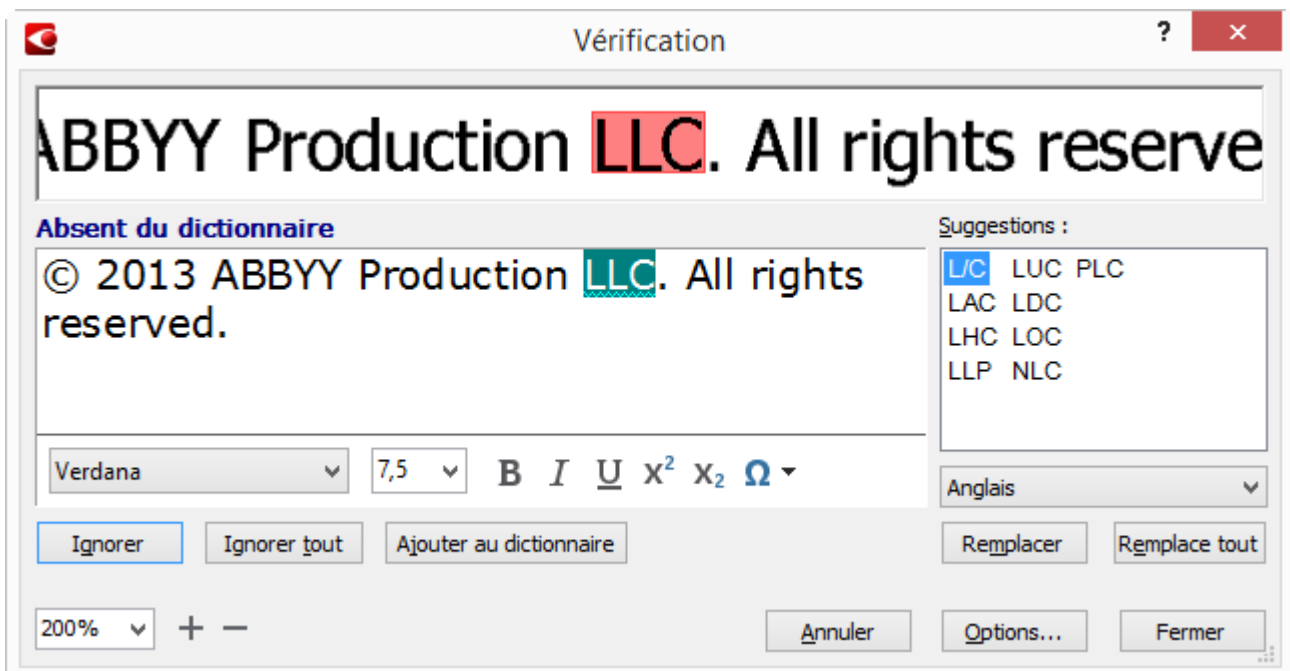 Vérification
?
ABBYY Production LLC. All rights reserve
Absent du dictionnaire
© 2013 ABBYY Production LLC. All rights
reserved.
Suggestions :
L/C LUC PLC
LAC LDC
LHC LOC
LLP NLC
Verdana 7,5 B I U X² X₂ Ω
Anglais
Ignorer Ignorer tout Ajouter au dictionnaire Remplacer Remplace tout
200% + −
Annuler Options... Fermer